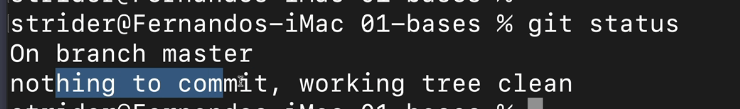 strider@Fernandos-iMac 01-bases % git status
On branch master
nothing to commit, working tree clean